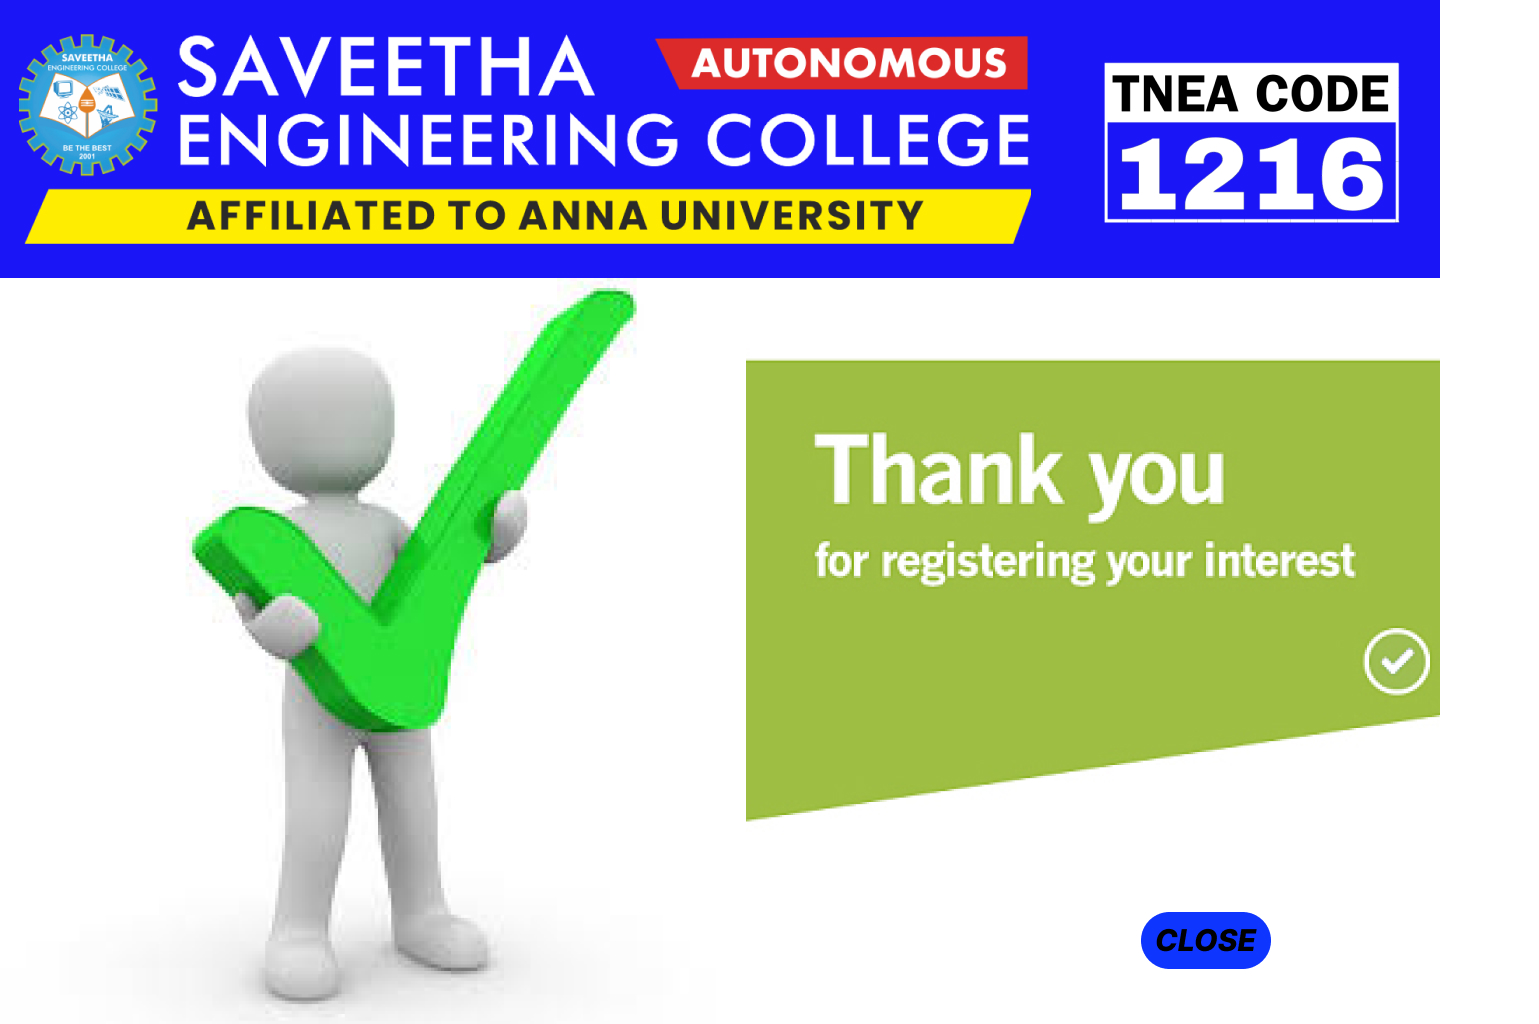 SAVEETHA
ENGINEERING COLLEGE
BE THE BEST
2001
SAVEETHA
AUTONOMOUS
ENGINEERING COLLEGE
AFFILIATED TO ANNA UNIVERSITY
TNEA CODE
1216
Thank you
for registering your interest
CLOSE